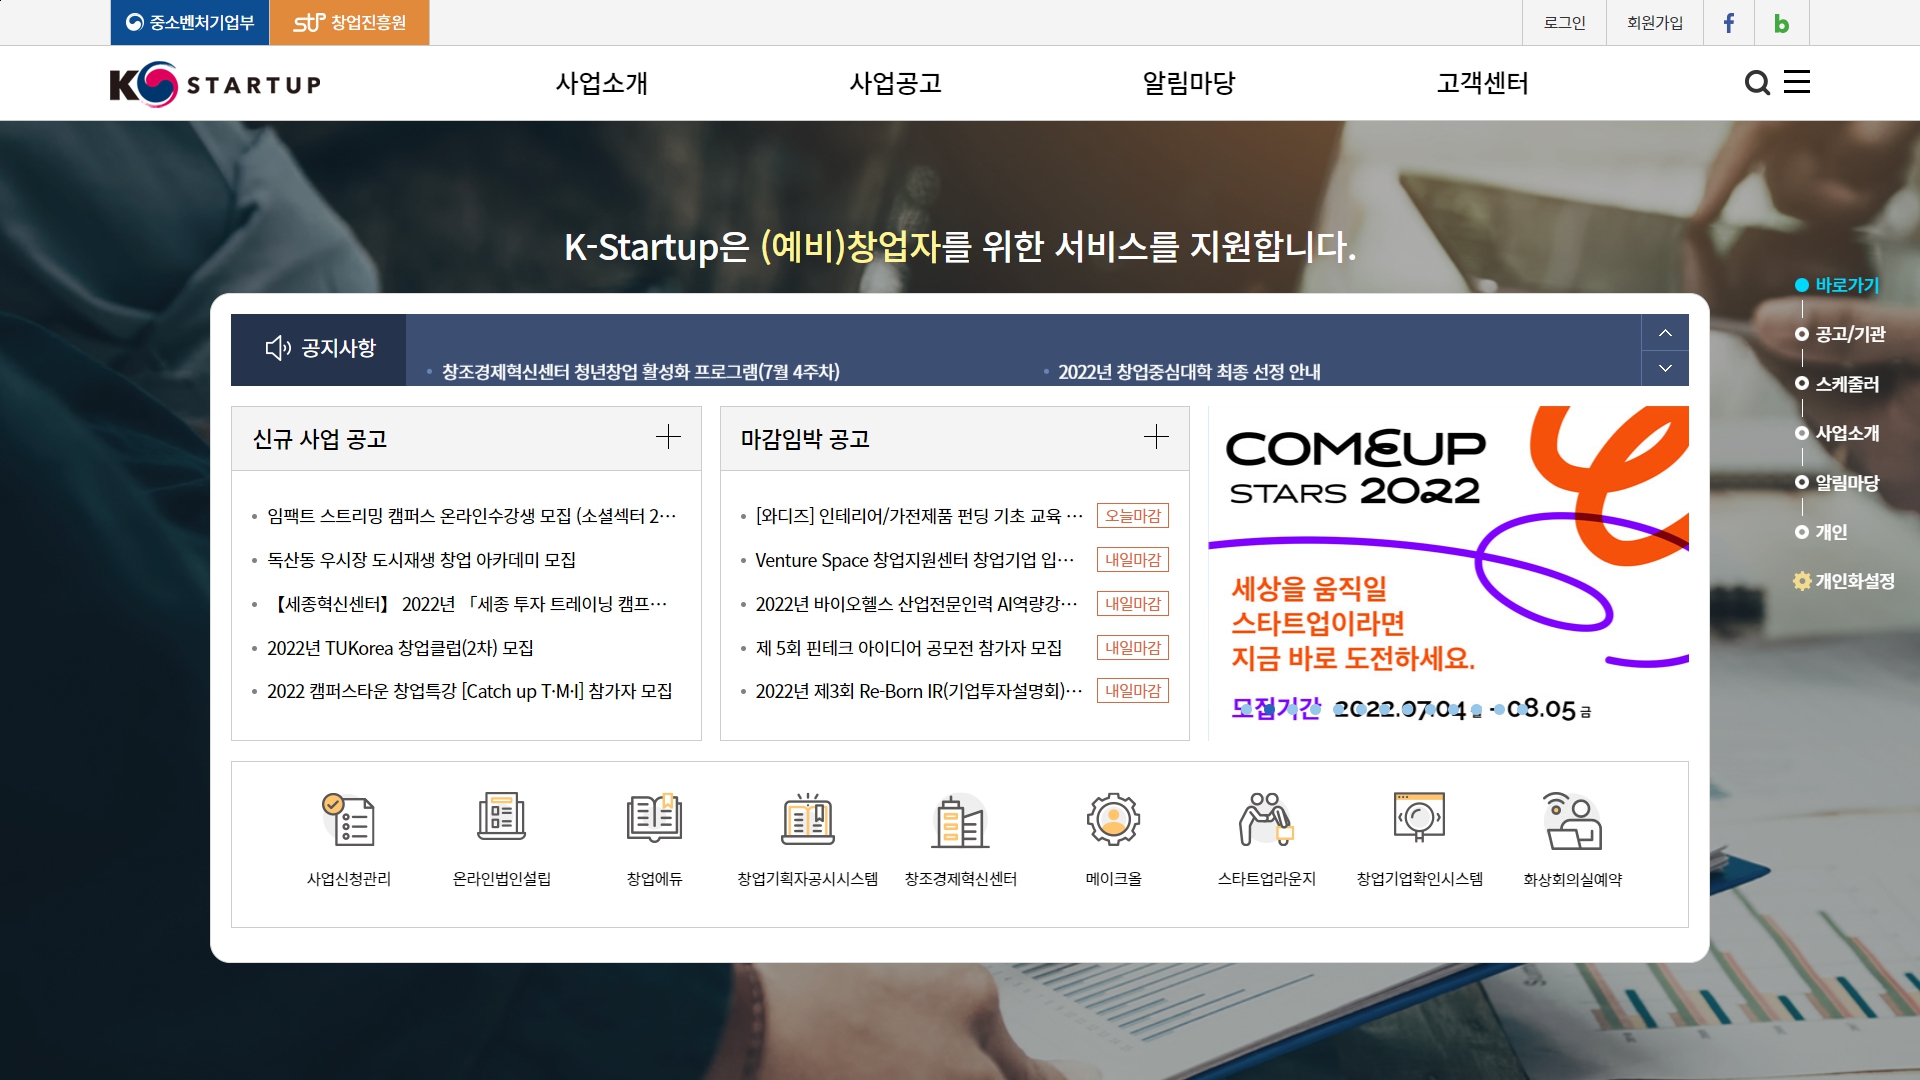 중소벤처기업부
창업진흥원
로그인
회원가입
K STARTUP
사업소개
사업공고
알림마당
고객센터
K-Startup은 (예비)창업자를 위한 서비스를 지원합니다.
바로가기
공고/기관
스케줄러
사업소개
알림마당
개인
개인화설정
공지사항
창조경제혁신센터 청년창업 활성화 프로그램(7월 4주차)
2022년 창업중심대학 최종 선정 안내
신규 사업 공고
임팩트 스트리밍 캠퍼스 온라인수강생 모집 (소셜섹터 2…
독산동 우시장 도시재생 창업 아카데미 모집
【세종혁신센터】 2022년 「세종 투자 트레이닝 캠프…
2022년 TUKorea 창업클럽(2차) 모집
2022 캠퍼스타운 창업특강 [Catch up T·M·I] 참가자 모집
마감임박 공고
[와디즈] 인테리어/가전제품 펀딩 기초 교육 … 오늘마감
Venture Space 창업지원센터 창업기업 입… 내일마감
2022년 바이오헬스 산업전문인력 AI역량강… 내일마감
제 5회 핀테크 아이디어 공모전 참가자 모집 내일마감
2022년 제3회 Re-Born IR(기업투자설명회)… 내일마감
COMEUP
STARS 2022
세상을 움직일
스타트업이라면
지금 바로 도전하세요.
모집기간 2022.07.04 월 - 08.05 금
사업신청관리
온라인법인설립
창업에듀
창업기획자공시시스템
창조경제혁신센터
메이크올
스타트업라운지
창업기업확인시스템
화상회의실예약